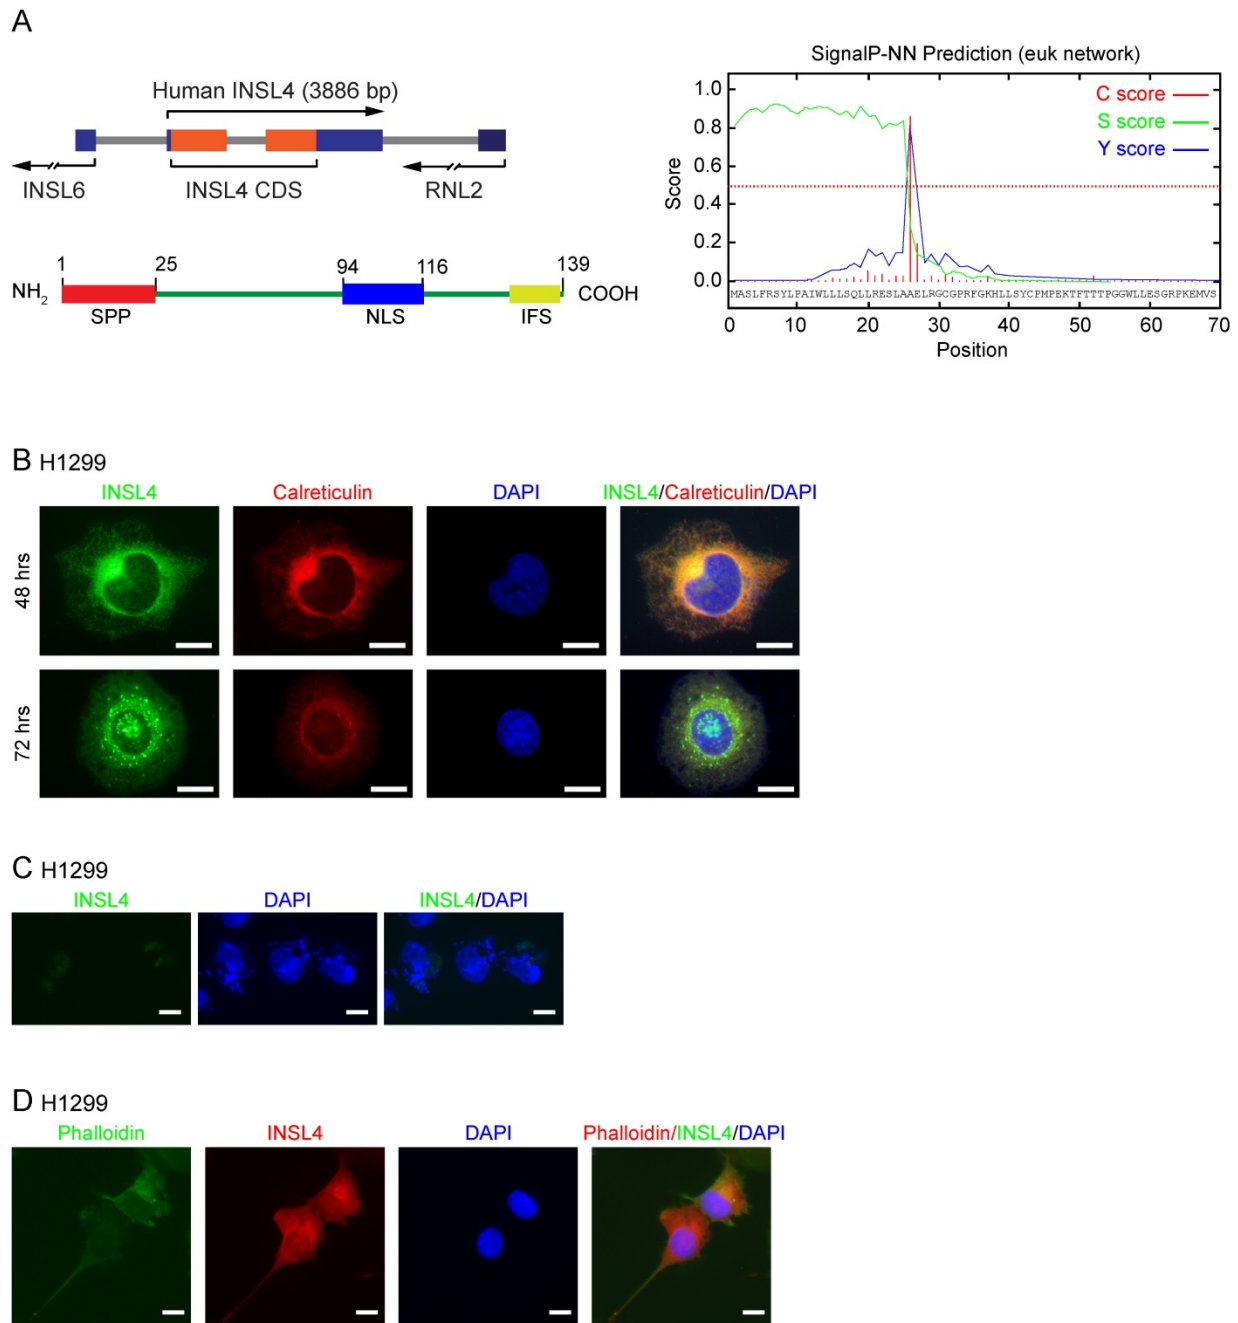 A
Human INSL4 (3886 bp)
INSL6
INSL4 CDS
RNL2
1
25
94
116
139
NH2
COOH
SPP
NLS
IFS
SignalP-NN Prediction (euk network)
C score
S score
Y score
Score
1.0
0.8
0.6
0.4
0.2
0.0
MASLFRSYLPAIWLLLSQLLRESLAAELRGCGPRFGKHLLSYCPMPEKTFTTTPGGWLLESGRPKEMVS
0 10 20 30 40 50 60 70
Position
B H1299
INSL4
Calreticulin
DAPI
INSL4/Calreticulin/DAPI
48 hrs
72 hrs
C H1299
INSL4
DAPI
INSL4/DAPI
D H1299
Phalloidin
INSL4
DAPI
Phalloidin/INSL4/DAPI